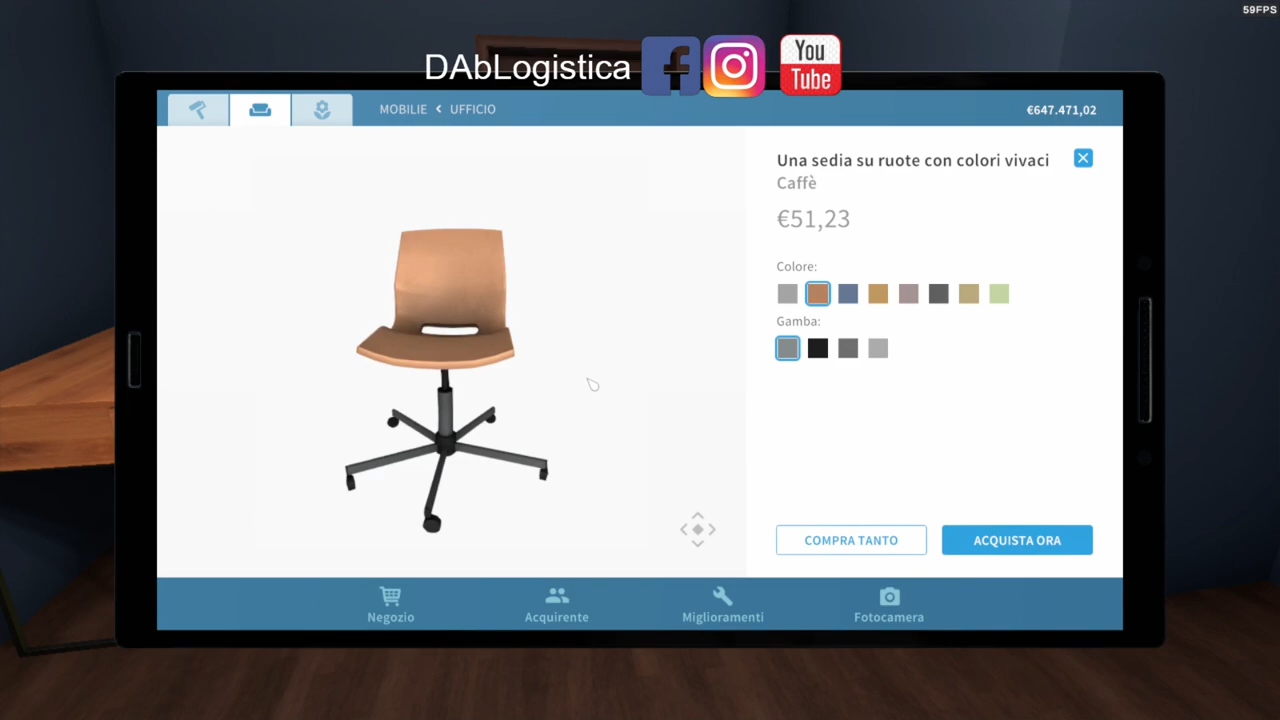 59FPS
DAbLogistica
f
You
Tube
MOBILIE < UFFICIO
€647.471,02
Una sedia su ruote con colori vivaci
Caffè
€51,23
Colore:
Gamba:
COMPRA TANTO
ACQUISTA ORA
Negozio
Acquirente
Miglioramenti
Fotocamera